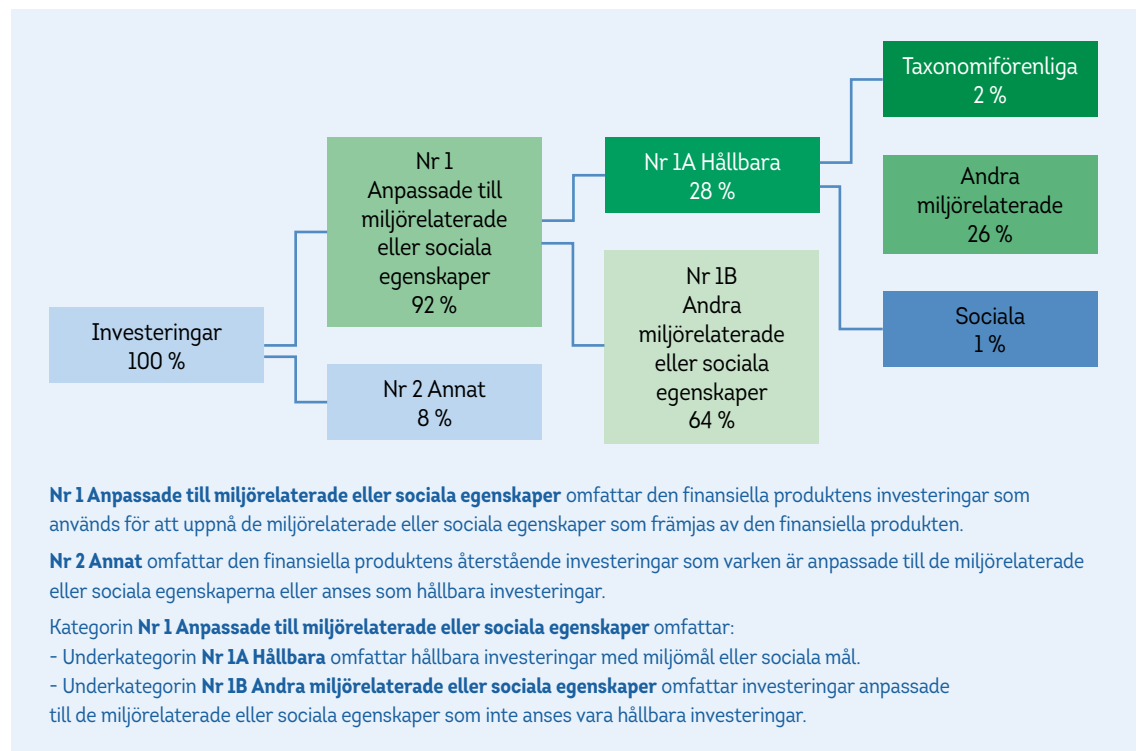 Investeringar
100 %
Nr 1
Anpassade till
miljörelaterade
eller sociala
egenskaper
92 %
Nr 2 Annat
8 %
Nr 1A Hållbara
28 %
Nr 1B
Andra
miljörelaterade
eller sociala
egenskaper
64 %
Taxonomiförenliga
2 %
Andra
miljörelaterade
26 %
Sociala
1 %
Nr 1 Anpassade till miljörelaterade eller sociala egenskaper omfattar den finansiella produktens investeringar som
används för att uppnå de miljörelaterade eller sociala egenskaper som främjas av den finansiella produkten.
Nr 2 Annat omfattar den finansiella produktens återstående investeringar som varken är anpassade till de miljörelaterade
eller sociala egenskaperna eller anses som hållbara investeringar.
Kategorin Nr 1 Anpassade till miljörelaterade eller sociala egenskaper omfattar:
- Underkategorin Nr 1A Hållbara omfattar hållbara investeringar med miljömål eller sociala mål.
- Underkategorin Nr 1B Andra miljörelaterade eller sociala egenskaper omfattar investeringar anpassade
till de miljörelaterade eller sociala egenskaper som inte anses vara hållbara investeringar.